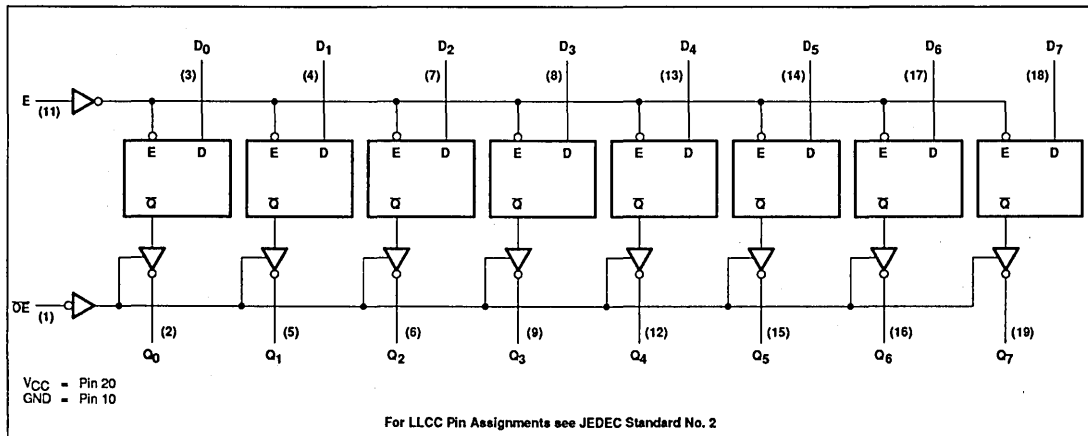 D0 D1 D2 D3 D4 D5 D6 D7
(3) (4) (7) (8) (13) (14) (17) (18)
E
(11)
E D E D E D E D E D E D E D E D
Q̅ Q̅ Q̅ Q̅ Q̅ Q̅ Q̅ Q̅
O̅E̅
(1)
(2) (5) (6) (9) (12) (15) (16) (19)
Q0 Q1 Q2 Q3 Q4 Q5 Q6 Q7
VCC = Pin 20
GND = Pin 10
For LLCC Pin Assignments see JEDEC Standard No. 2